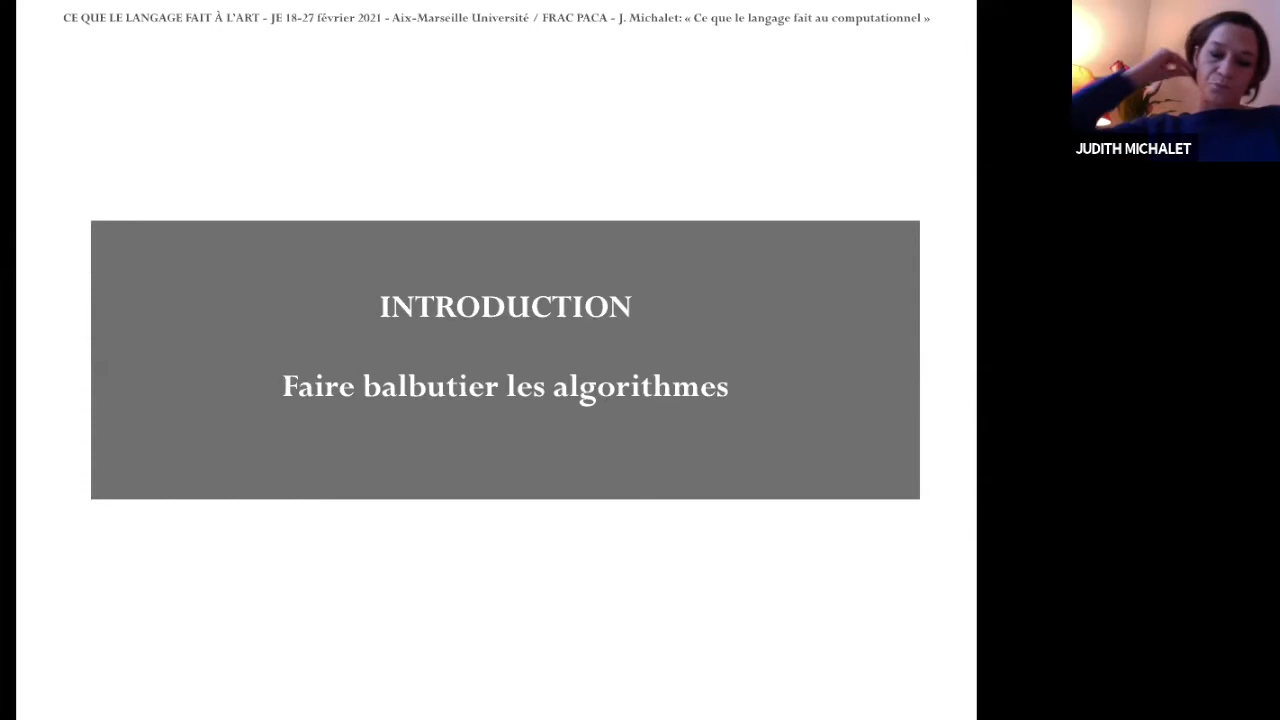 CE QUE LE LANGAGE FAIT À L'ART - JE 18-27 février 2021 - Aix-Marseille Université / FRAC PACA - J. Michalet: « Ce que le langage fait au computationnel »
JUDITH MICHALET
INTRODUCTION
Faire balbutier les algorithmes